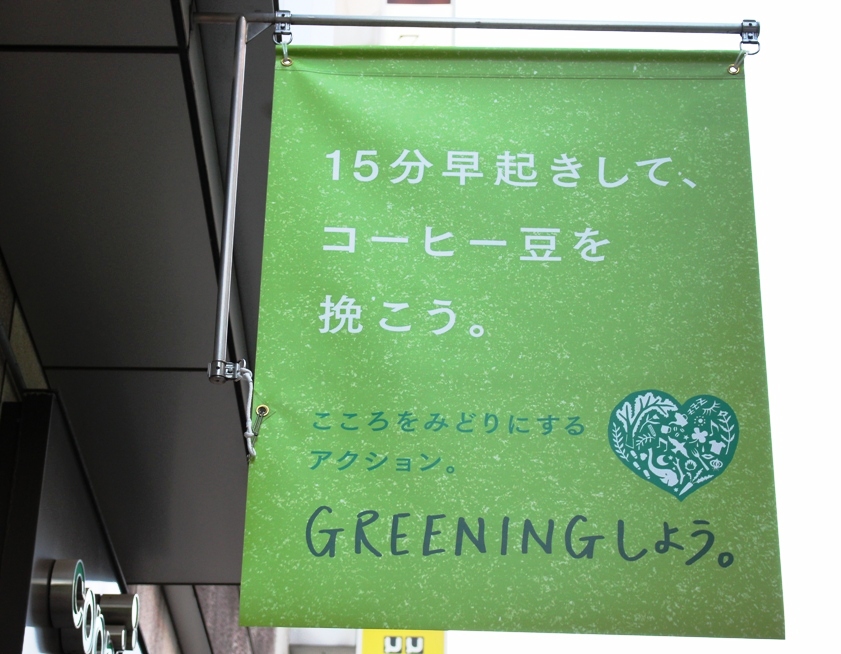 15分早起きして、
コーヒー豆を
挽こう。
こころをみどりにする
アクション。
GREENINGしよう。